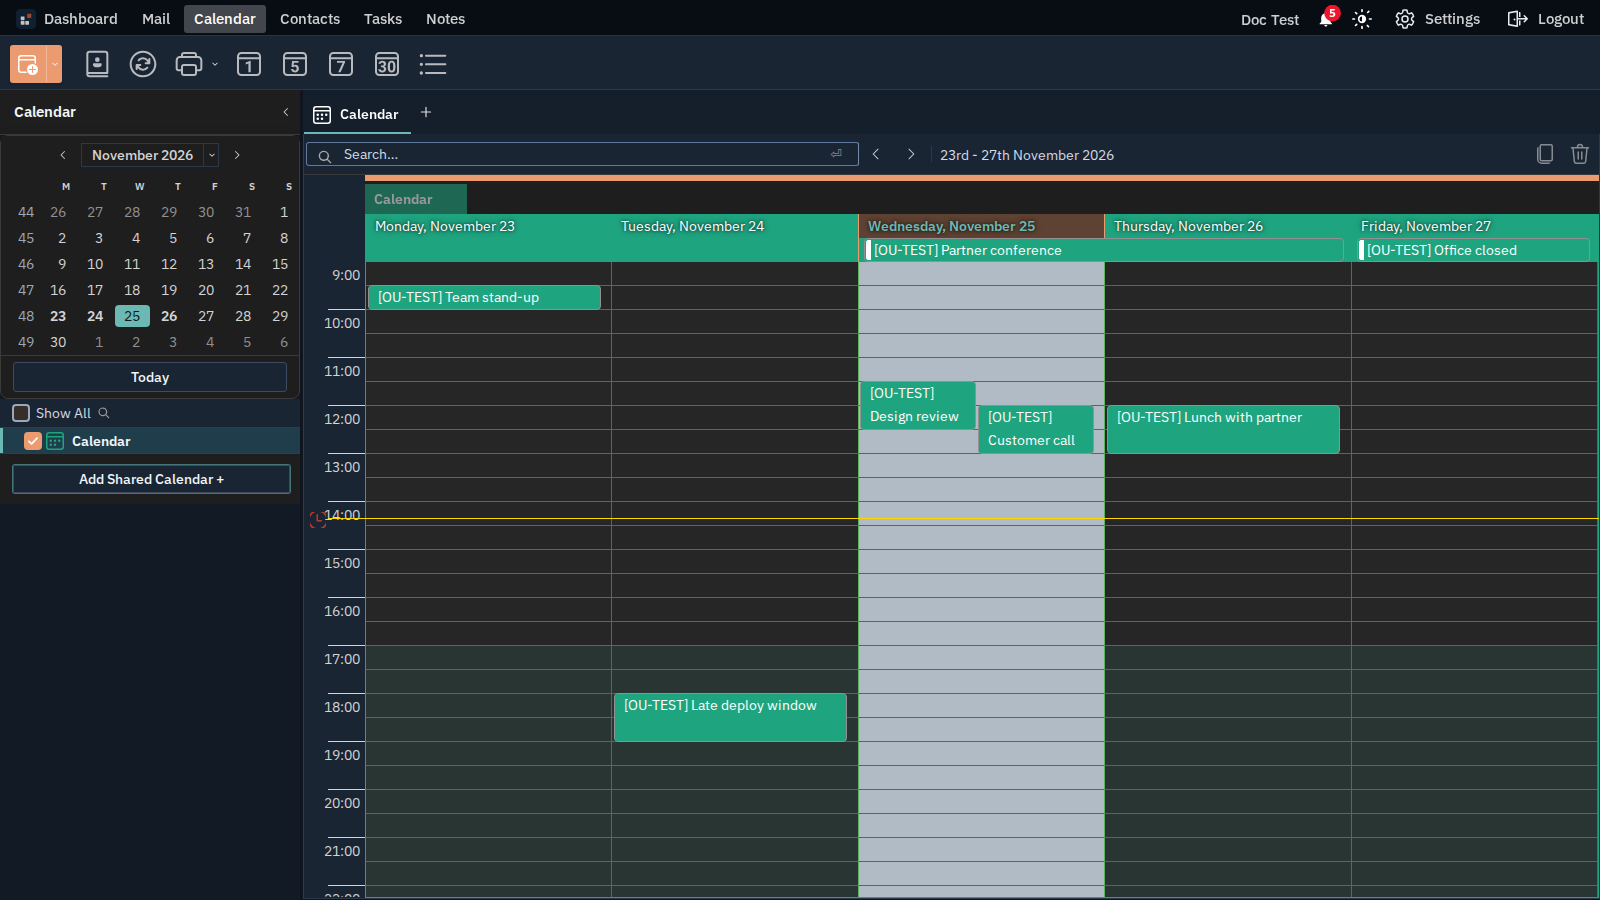 Dashboard Mail Calendar Contacts Tasks Notes Doc Test 5 Settings Logout
1 5 7 30
Calendar
Calendar
November 2026
Search...
23rd - 27th November 2026
M T W T F S S
44 26 27 28 29 30 31 1
45 2 3 4 5 6 7 8
46 9 10 11 12 13 14 15
47 16 17 18 19 20 21 22
48 23 24 25 26 27 28 29
49 30 1 2 3 4 5 6
Today
Show All
Calendar
Add Shared Calendar +
Calendar
Monday, November 23 Tuesday, November 24 Wednesday, November 25 Thursday, November 26 Friday, November 27
[OU-TEST] Partner conference [OU-TEST] Office closed
9:00
[OU-TEST] Team stand-up
10:00
11:00
[OU-TEST]
Design review
12:00
[OU-TEST]
Customer call
[OU-TEST] Lunch with partner
13:00
14:00
15:00
16:00
17:00
18:00
[OU-TEST] Late deploy window
19:00
20:00
21:00